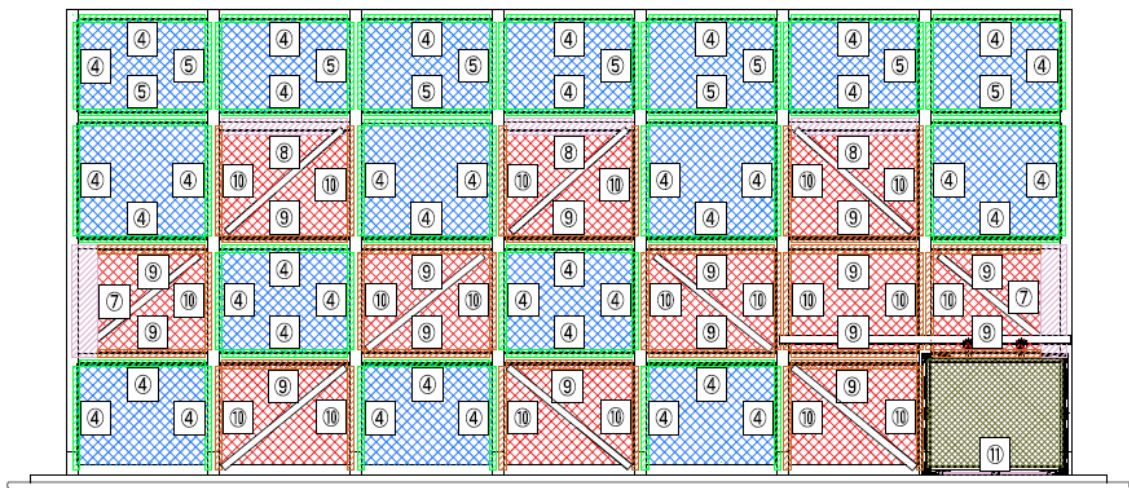 ④ ④ ④ ④ ④ ④ ④
④ ⑤ ⑤ ⑤ ⑤ ⑤ ⑤ ④
⑤ ④ ⑤ ④ ⑤ ④ ⑤
⑧ ⑧ ⑧
④ ④ ⑩ ⑩ ④ ④ ⑩ ⑩ ④ ④ ⑩ ⑩ ④ ④
④ ⑨ ④ ⑨ ④ ⑨ ④
⑨ ④ ⑨ ④ ⑨ ⑨ ⑨
⑦ ⑩ ④ ④ ⑩ ⑩ ④ ④ ⑩ ⑩ ⑩ ⑩ ⑩ ⑦
⑨ ④ ⑨ ④ ⑨ ⑨ ⑨
④ ⑨ ④ ⑨ ④ ⑨
④ ④ ⑩ ⑩ ④ ④ ⑩ ⑩ ④ ④ ⑩ ⑩
⑪